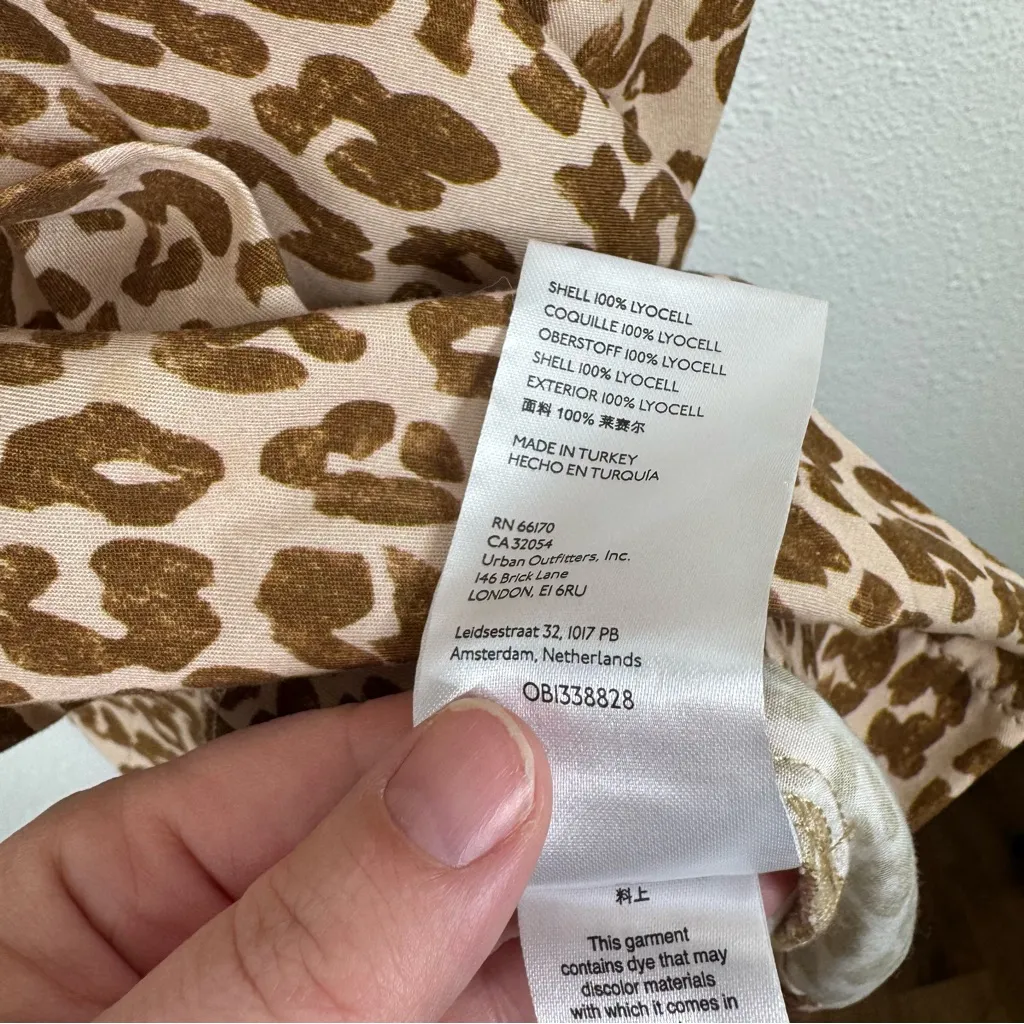 SHELL 100% LYOCELL
COQUILLE 100% LYOCELL
OBERSTOFF 100% LYOCELL
SHELL 100% LYOCELL
EXTERIOR 100% LYOCELL
面料 100% 莱赛尔
MADE IN TURKEY
HECHO EN TURQUÍA
RN 66170
CA 32054
Urban Outfitters, Inc.
146 Brick Lane
LONDON, E1 6RU
Leidsestraat 32, 1017 PB
Amsterdam, Netherlands
OB1338828
料上
This garment
contains dye that may
discolor materials
with which it comes in